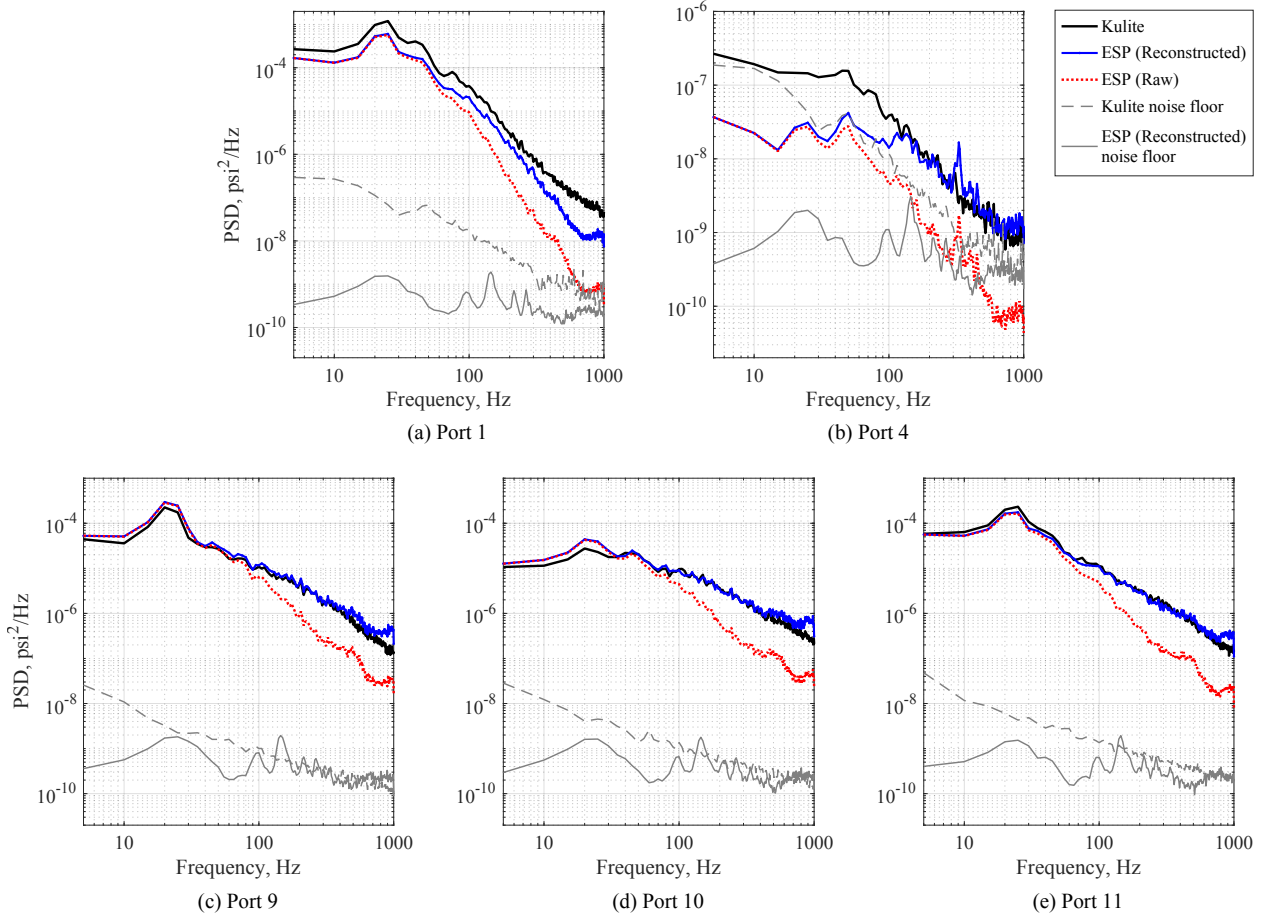 PSD, psi²/Hz
10⁻⁴
10⁻⁶
10⁻⁸
10⁻¹⁰
10
100
1000
Frequency, Hz
(a) Port 1
10⁻⁶
10⁻⁷
10⁻⁸
10⁻⁹
10⁻¹⁰
10
100
1000
Frequency, Hz
(b) Port 4
Kulite
ESP (Reconstructed)
ESP (Raw)
Kulite noise floor
ESP (Reconstructed)
noise floor
PSD, psi²/Hz
10⁻⁴
10⁻⁶
10⁻⁸
10⁻¹⁰
10
100
1000
Frequency, Hz
(c) Port 9
10⁻⁴
10⁻⁶
10⁻⁸
10⁻¹⁰
10
100
1000
Frequency, Hz
(d) Port 10
10⁻⁴
10⁻⁶
10⁻⁸
10⁻¹⁰
10
100
1000
Frequency, Hz
(e) Port 11